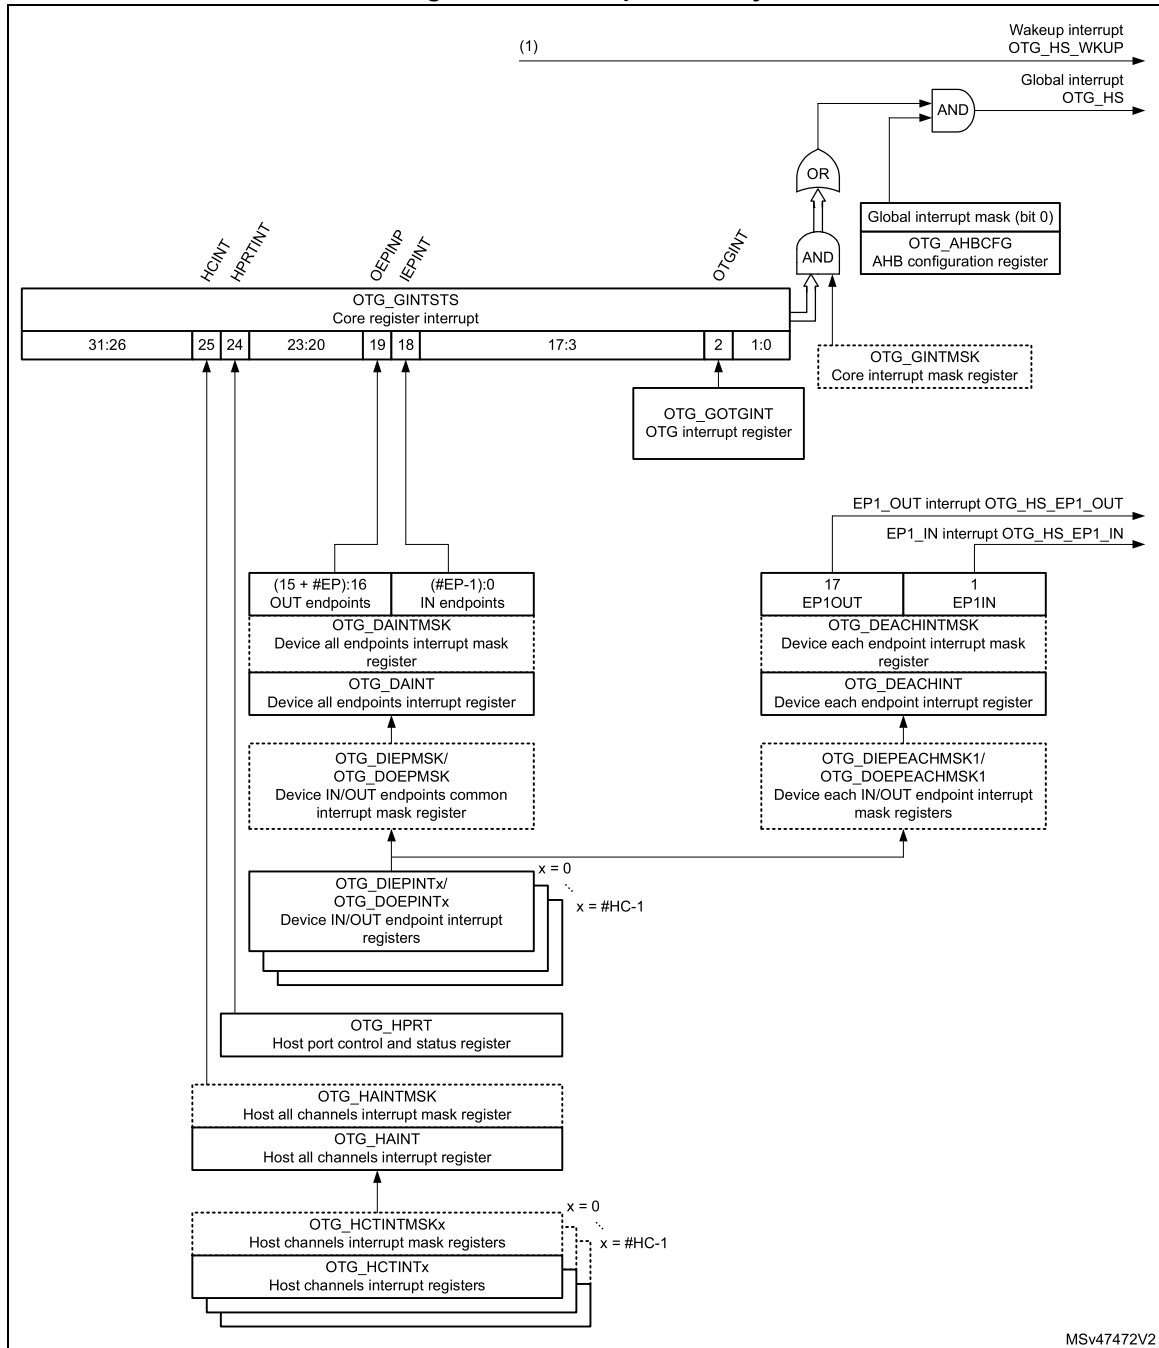 (1)
Wakeup interrupt
OTG_HS_WKUP
Global interrupt
OTG_HS
AND
OR
Global interrupt mask (bit 0)
OTG_AHBCFG
AHB configuration register
AND
HCINT
HPRTINT
OEPINP
IEPINT
OTGINT
OTG_GINTSTS
Core register interrupt
31:26 25 24 23:20 19 18 17:3 2 1:0
OTG_GINTMSK
Core interrupt mask register
OTG_GOTGINT
OTG interrupt register
EP1_OUT interrupt OTG_HS_EP1_OUT
EP1_IN interrupt OTG_HS_EP1_IN
(15 + #EP):16
OUT endpoints
(#EP-1):0
IN endpoints
OTG_DAINTMSK
Device all endpoints interrupt mask
register
OTG_DAINT
Device all endpoints interrupt register
17
EP1OUT
1
EP1IN
OTG_DEACHINTMSK
Device each endpoint interrupt mask
register
OTG_DEACHINT
Device each endpoint interrupt register
OTG_DIEPMSK/
OTG_DOEPMSK
Device IN/OUT endpoints common
interrupt mask register
OTG_DIEPEACHMSK1/
OTG_DOEPEACHMSK1
Device each IN/OUT endpoint interrupt
mask registers
OTG_DIEPINTx/
OTG_DOEPINTx
Device IN/OUT endpoint interrupt
registers
x = 0
x = #HC-1
OTG_HPRT
Host port control and status register
OTG_HAINTMSK
Host all channels interrupt mask register
OTG_HAINT
Host all channels interrupt register
OTG_HCTINTMSKx
Host channels interrupt mask registers
OTG_HCTINTx
Host channels interrupt registers
x = 0
x = #HC-1
MSv47472V2